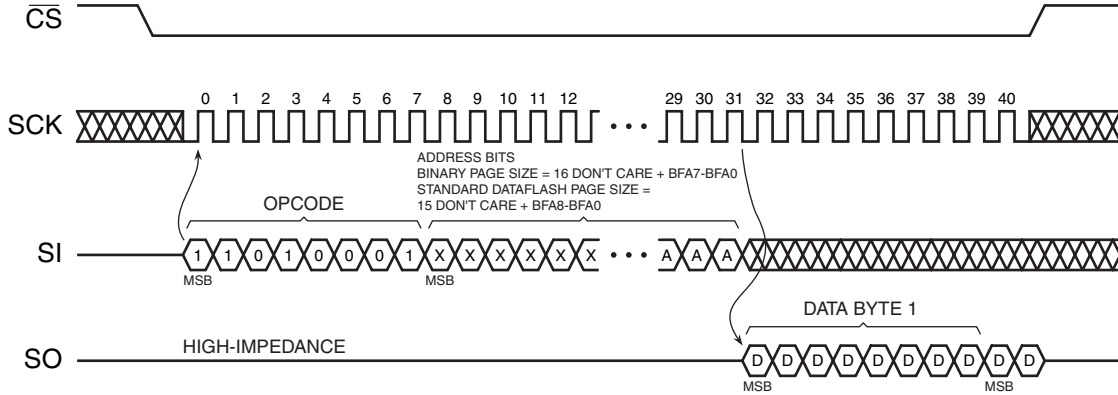 CS
SCK
0 1 2 3 4 5 6 7 8 9 10 11 12 • • • 29 30 31 32 33 34 35 36 37 38 39 40
ADDRESS BITS
BINARY PAGE SIZE = 16 DON'T CARE + BFA7-BFA0
STANDARD DATAFLASH PAGE SIZE =
15 DON'T CARE + BFA8-BFA0
OPCODE
SI
1 1 0 1 0 0 0 1 X X X X X X • • • A A A
MSB MSB
DATA BYTE 1
SO
HIGH-IMPEDANCE
D D D D D D D D D D
MSB MSB